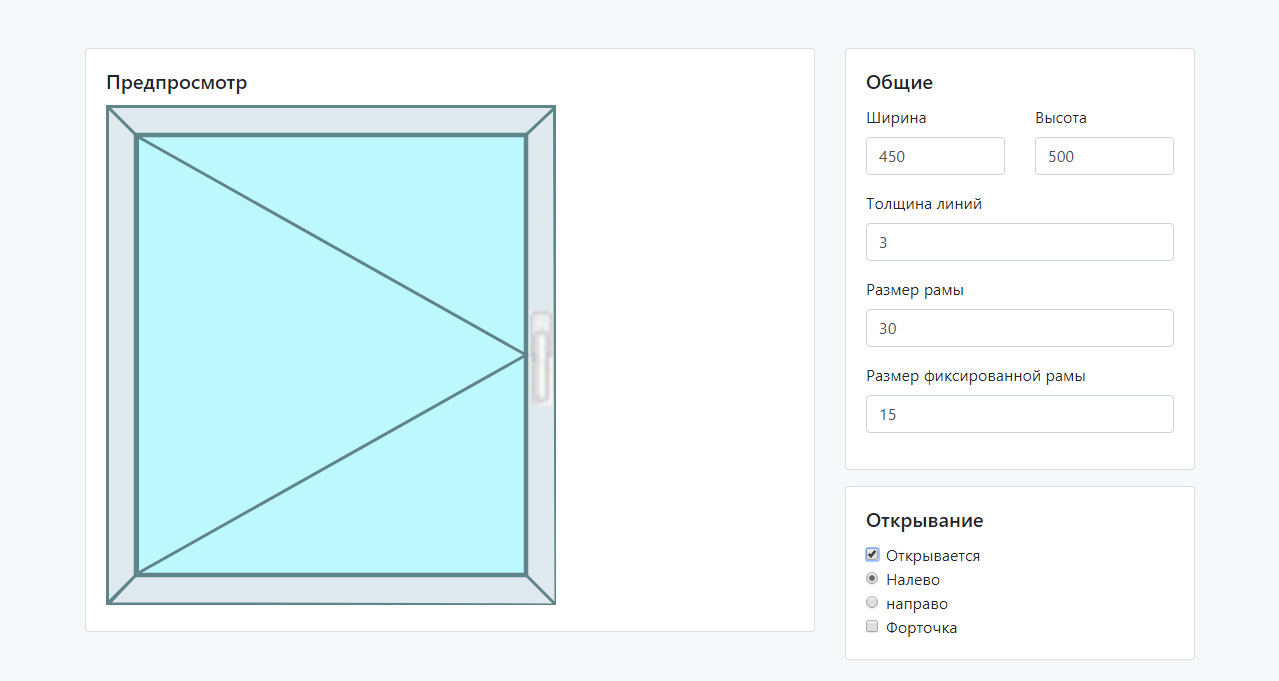 Предпросмотр
Общие
Ширина
Высота
450
500
Толщина линий
3
Размер рамы
30
Размер фиксированной рамы
15
Открывание
Открывается
Налево
направо
Форточка